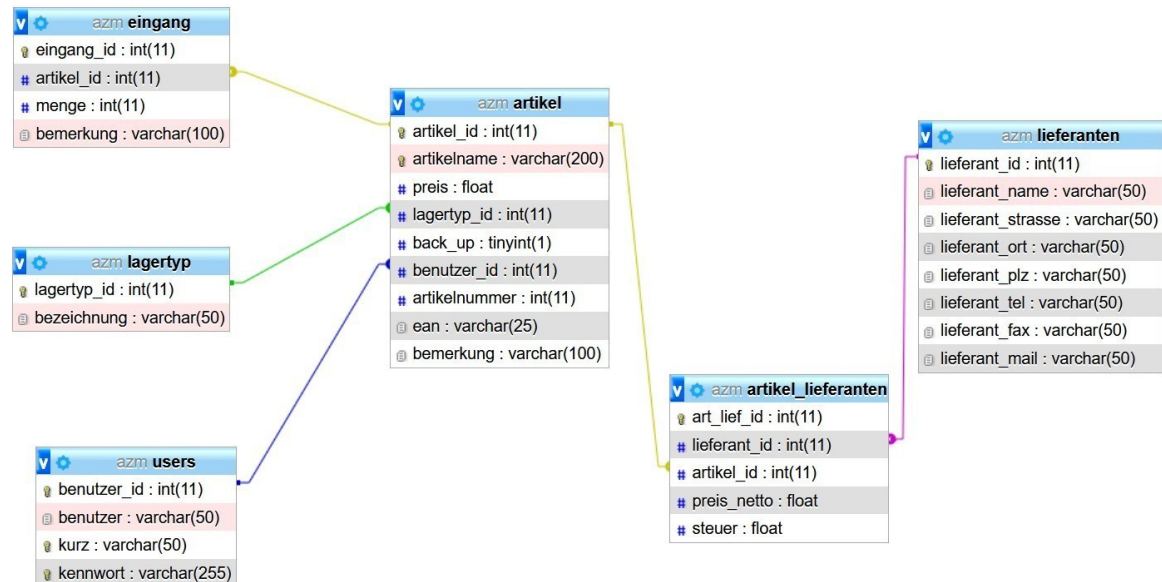 azm eingang
eingang_id : int(11)
# artikel_id : int(11)
# menge : int(11)
bemerkung : varchar(100)
azm lagertyp
lagertyp_id : int(11)
bezeichnung : varchar(50)
azm users
benutzer_id : int(11)
benutzer : varchar(50)
kurz : varchar(50)
kennwort : varchar(255)
azm artikel
artikel_id : int(11)
artikelname : varchar(200)
# preis : float
# lagertyp_id : int(11)
# back_up : tinyint(1)
# benutzer_id : int(11)
# artikelnummer : int(11)
ean : varchar(25)
bemerkung : varchar(100)
azm artikel_lieferanten
art_lief_id : int(11)
# lieferant_id : int(11)
# artikel_id : int(11)
# preis_netto : float
# steuer : float
azm lieferanten
lieferant_id : int(11)
lieferant_name : varchar(50)
lieferant_strasse : varchar(50)
lieferant_ort : varchar(50)
lieferant_plz : varchar(50)
lieferant_tel : varchar(50)
lieferant_fax : varchar(50)
lieferant_mail : varchar(50)